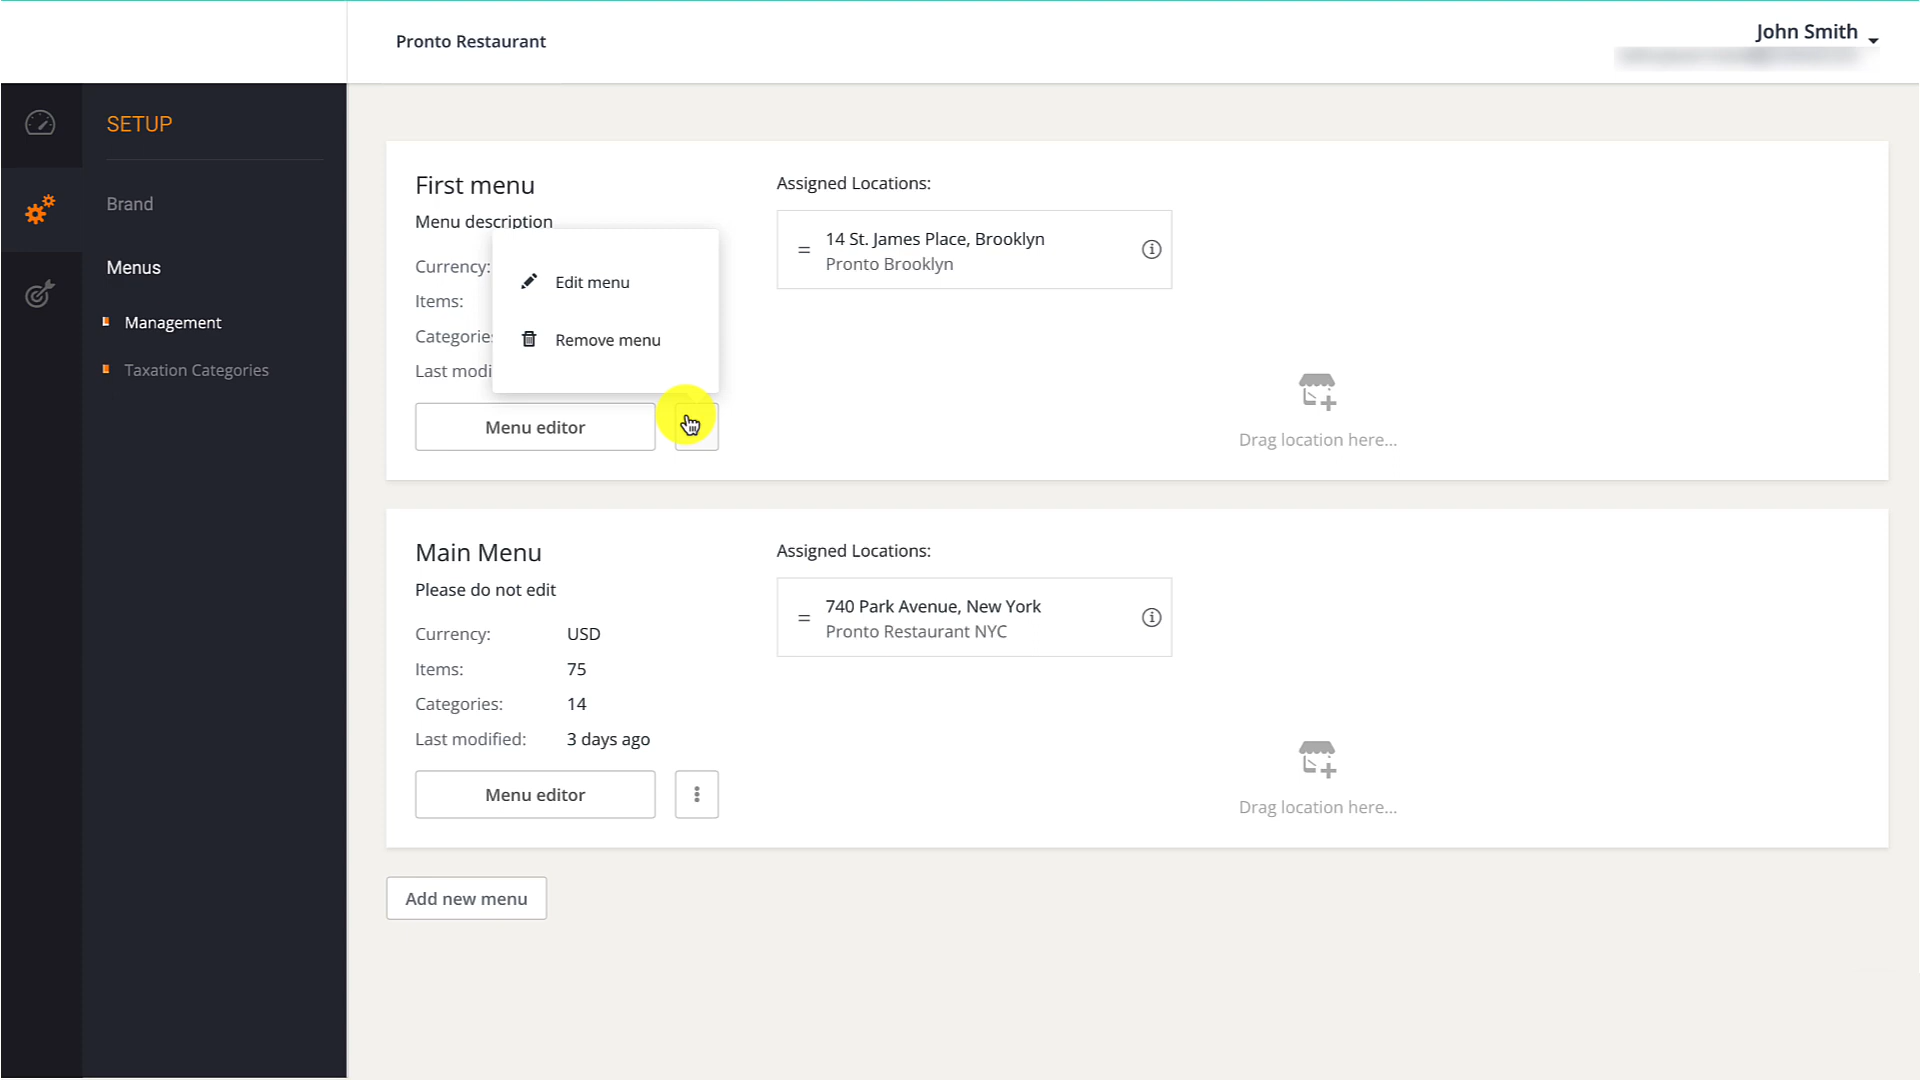 Pronto Restaurant
John Smith
SETUP
Brand
Menus
Management
Taxation Categories
First menu
Menu description
Currency:
Items:
Categories
Last modi
Edit menu
Remove menu
Menu editor
Assigned Locations:
14 St. James Place, Brooklyn
Pronto Brooklyn
Drag location here...
Main Menu
Please do not edit
Currency: USD
Items: 75
Categories: 14
Last modified: 3 days ago
Menu editor
Assigned Locations:
740 Park Avenue, New York
Pronto Restaurant NYC
Drag location here...
Add new menu